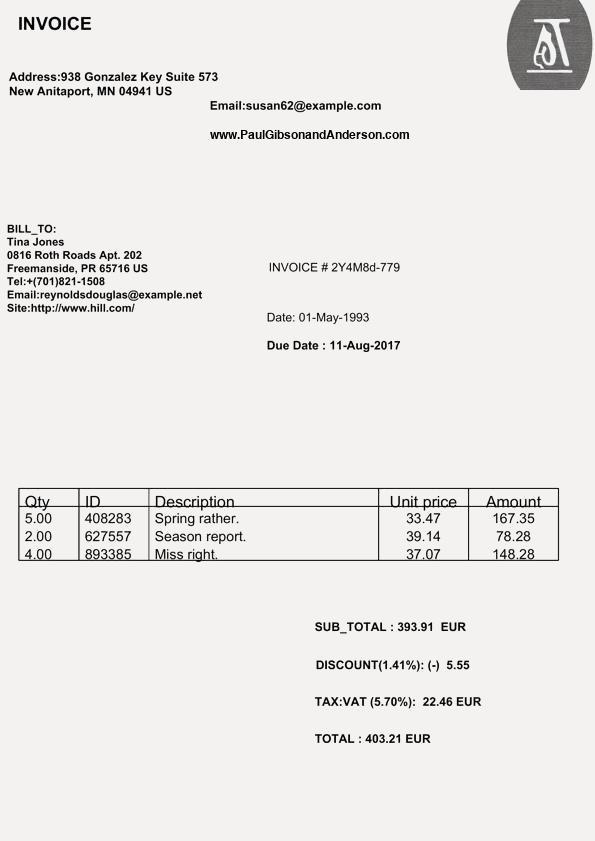 INVOICE
Address:938 Gonzalez Key Suite 573
New Anitaport, MN 04941 US
Email:susan62@example.com
www.PaulGibsonandAnderson.com
BILL_TO:
Tina Jones
0816 Roth Roads Apt. 202
Freemanside, PR 65716 US
Tel:+(701)821-1508
Email:reynoldsdouglas@example.net
Site:http://www.hill.com/
INVOICE # 2Y4M8d-779
Date: 01-May-1993
Due Date : 11-Aug-2017
Qty ID Description Unit price Amount
5.00 408283 Spring rather. 33.47 167.35
2.00 627557 Season report. 39.14 78.28
4.00 893385 Miss right. 37.07 148.28
SUB_TOTAL : 393.91 EUR
DISCOUNT(1.41%): (-) 5.55
TAX:VAT (5.70%): 22.46 EUR
TOTAL : 403.21 EUR